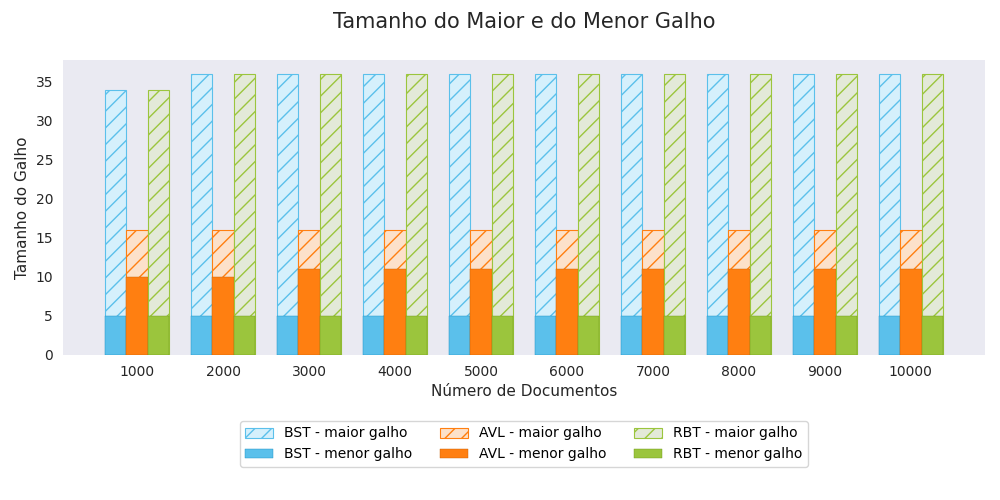 Tamanho do Maior e do Menor Galho
Tamanho do Galho
35
30
25
20
15
10
5
0
1000 2000 3000 4000 5000 6000 7000 8000 9000 10000
Número de Documentos
BST - maior galho AVL - maior galho RBT - maior galho
BST - menor galho AVL - menor galho RBT - menor galho